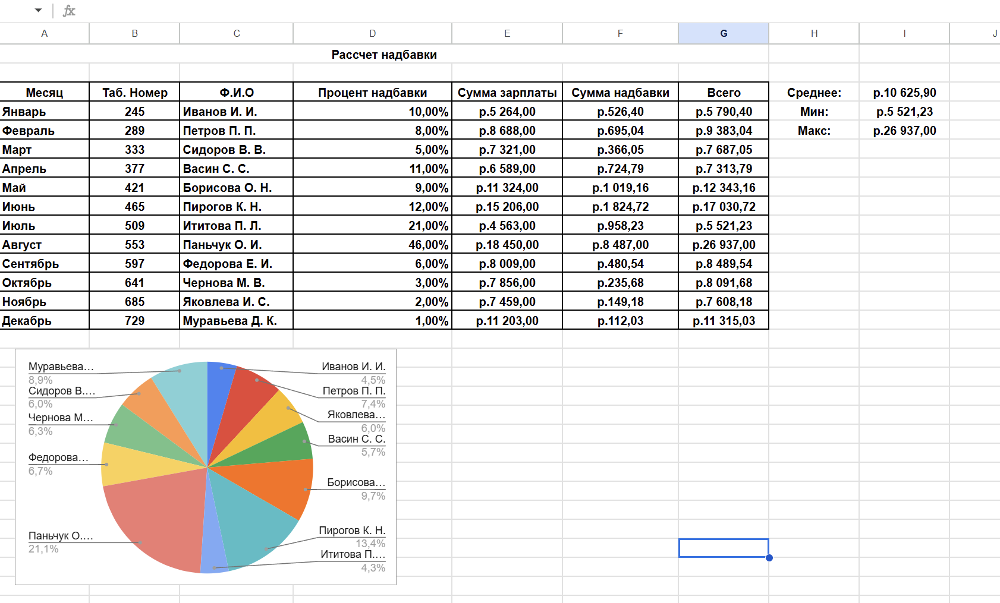 fx
A B C D E F G H I J
Рассчет надбавки
Месяц Таб. Номер Ф.И.О Процент надбавки Сумма зарплаты Сумма надбавки Всего Среднее: р.10 625,90
Январь 245 Иванов И. И. 10,00% р.5 264,00 р.526,40 р.5 790,40 Мин: р.5 521,23
Февраль 289 Петров П. П. 8,00% р.8 688,00 р.695,04 р.9 383,04 Макс: р.26 937,00
Март 333 Сидоров В. В. 5,00% р.7 321,00 р.366,05 р.7 687,05
Апрель 377 Васин С. С. 11,00% р.6 589,00 р.724,79 р.7 313,79
Май 421 Борисова О. Н. 9,00% р.11 324,00 р.1 019,16 р.12 343,16
Июнь 465 Пирогов К. Н. 12,00% р.15 206,00 р.1 824,72 р.17 030,72
Июль 509 Ититова П. Л. 21,00% р.4 563,00 р.958,23 р.5 521,23
Август 553 Паньчук О. И. 46,00% р.18 450,00 р.8 487,00 р.26 937,00
Сентябрь 597 Федорова Е. И. 6,00% р.8 009,00 р.480,54 р.8 489,54
Октябрь 641 Чернова М. В. 3,00% р.7 856,00 р.235,68 р.8 091,68
Ноябрь 685 Яковлева И. С. 2,00% р.7 459,00 р.149,18 р.7 608,18
Декабрь 729 Муравьева Д. К. 1,00% р.11 203,00 р.112,03 р.11 315,03
Муравьева…
8,9%
Сидоров В.…
6,0%
Чернова М…
6,3%
Федорова…
6,7%
Паньчук О.…
21,1%
Иванов И. И.
4,5%
Петров П. П.
7,4%
Яковлева…
6,0%
Васин С. С.
5,7%
Борисова…
9,7%
Пирогов К. Н.
13,4%
Ититова П.…
4,3%